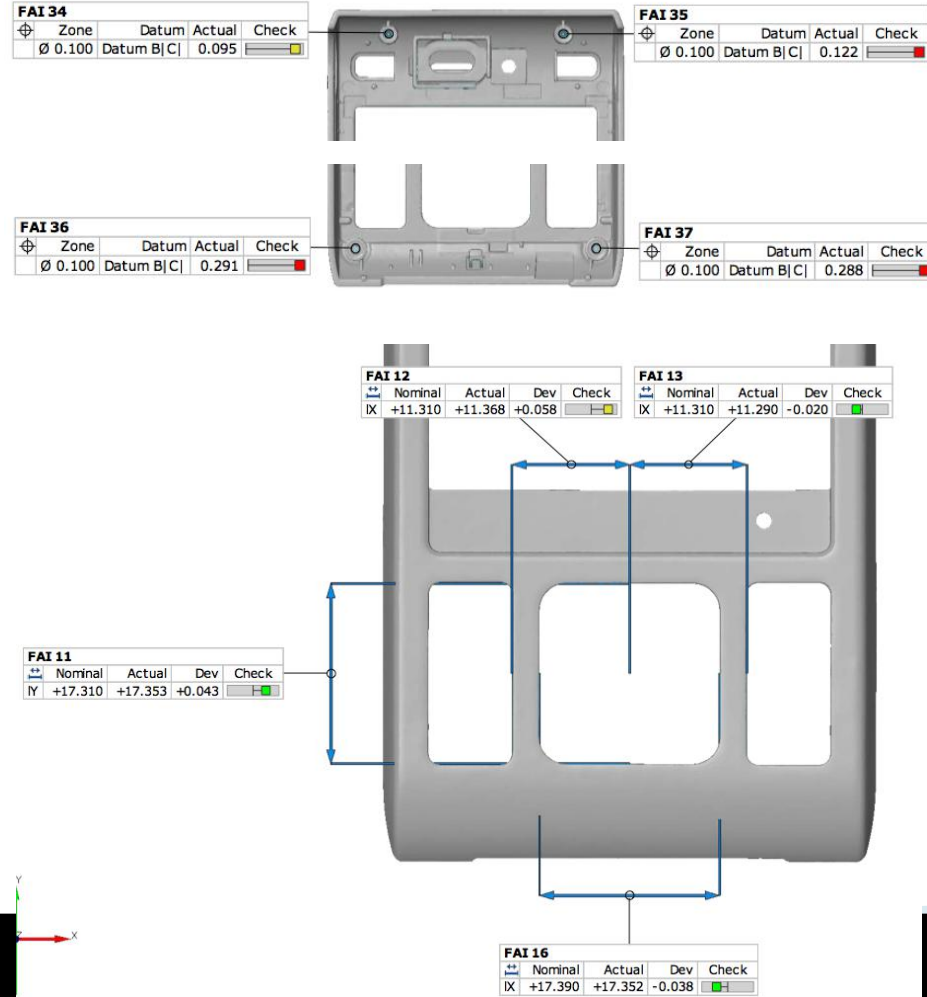 FAI 34
Zone Datum Actual Check
Ø 0.100 Datum B|C| 0.095
FAI 35
Zone Datum Actual Check
Ø 0.100 Datum B|C| 0.122
FAI 36
Zone Datum Actual Check
Ø 0.100 Datum B|C| 0.291
FAI 37
Zone Datum Actual Check
Ø 0.100 Datum B|C| 0.288
FAI 12
Nominal Actual Dev Check
IX +11.310 +11.368 +0.058
FAI 13
Nominal Actual Dev Check
IX +11.310 +11.290 -0.020
FAI 11
Nominal Actual Dev Check
IY +17.310 +17.353 +0.043
Y
Z
X
FAI 16
Nominal Actual Dev Check
IX +17.390 +17.352 -0.038